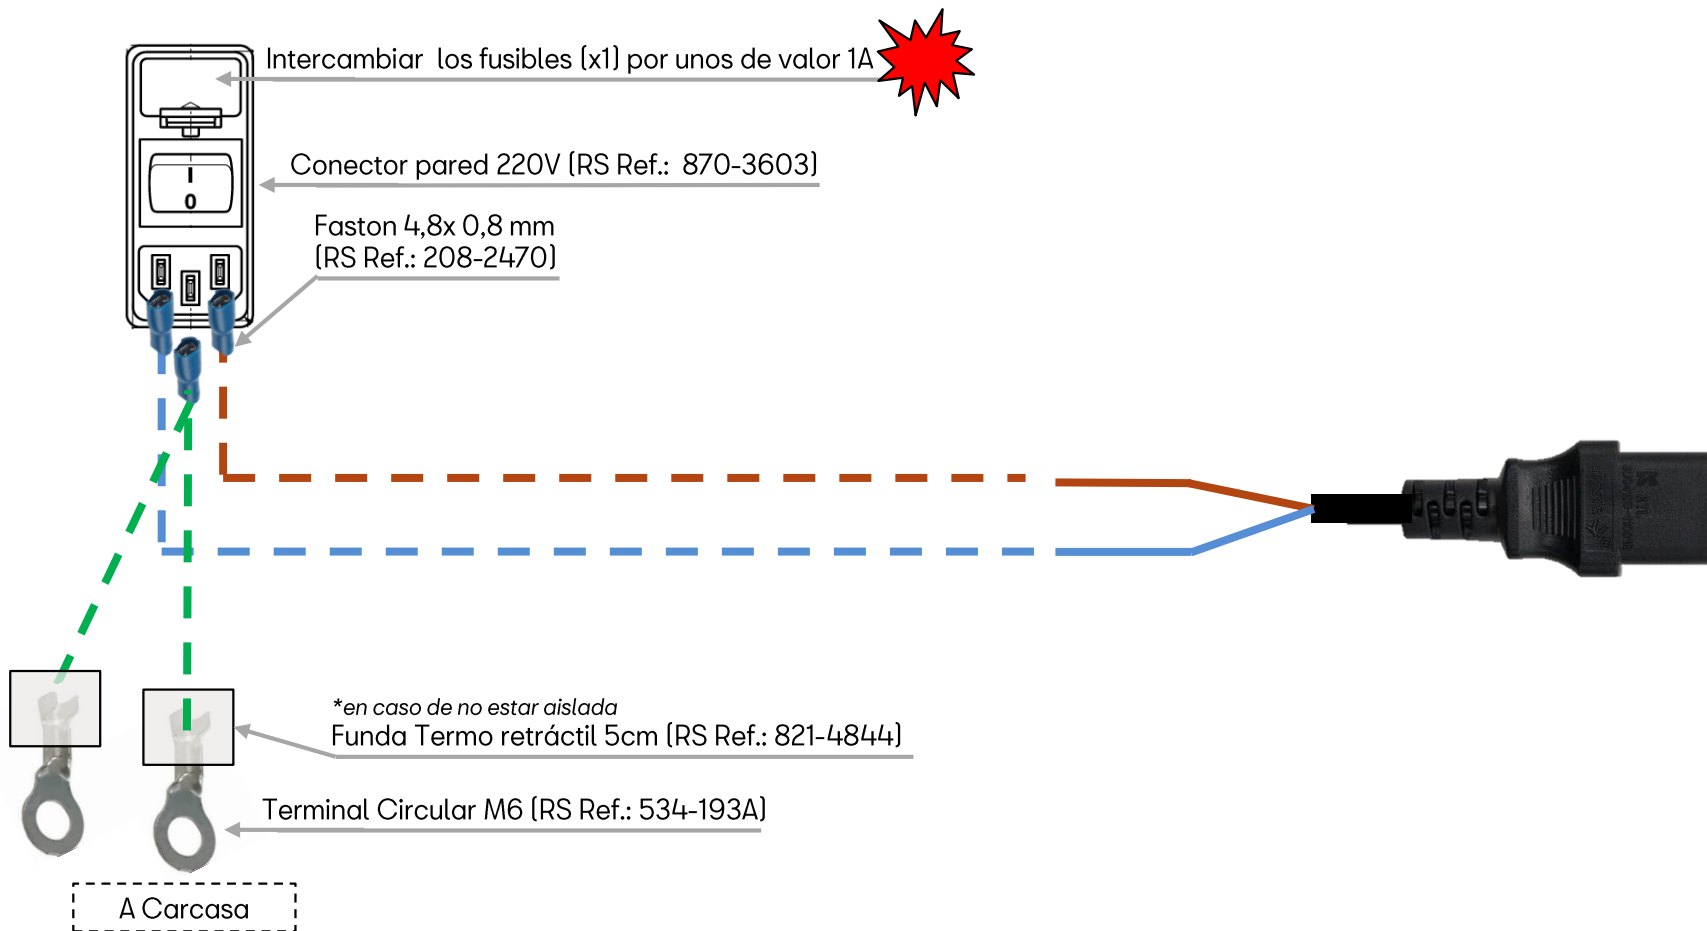 Intercambiar los fusibles (x1) por unos de valor 1A
Conector pared 220V (RS Ref.: 870-3603)
I
0
Faston 4,8x 0,8 mm
(RS Ref.: 208-2470)
*en caso de no estar aislada
Funda Termo retráctil 5cm (RS Ref.: 821-4844)
Terminal Circular M6 (RS Ref.: 534-193A)
A Carcasa